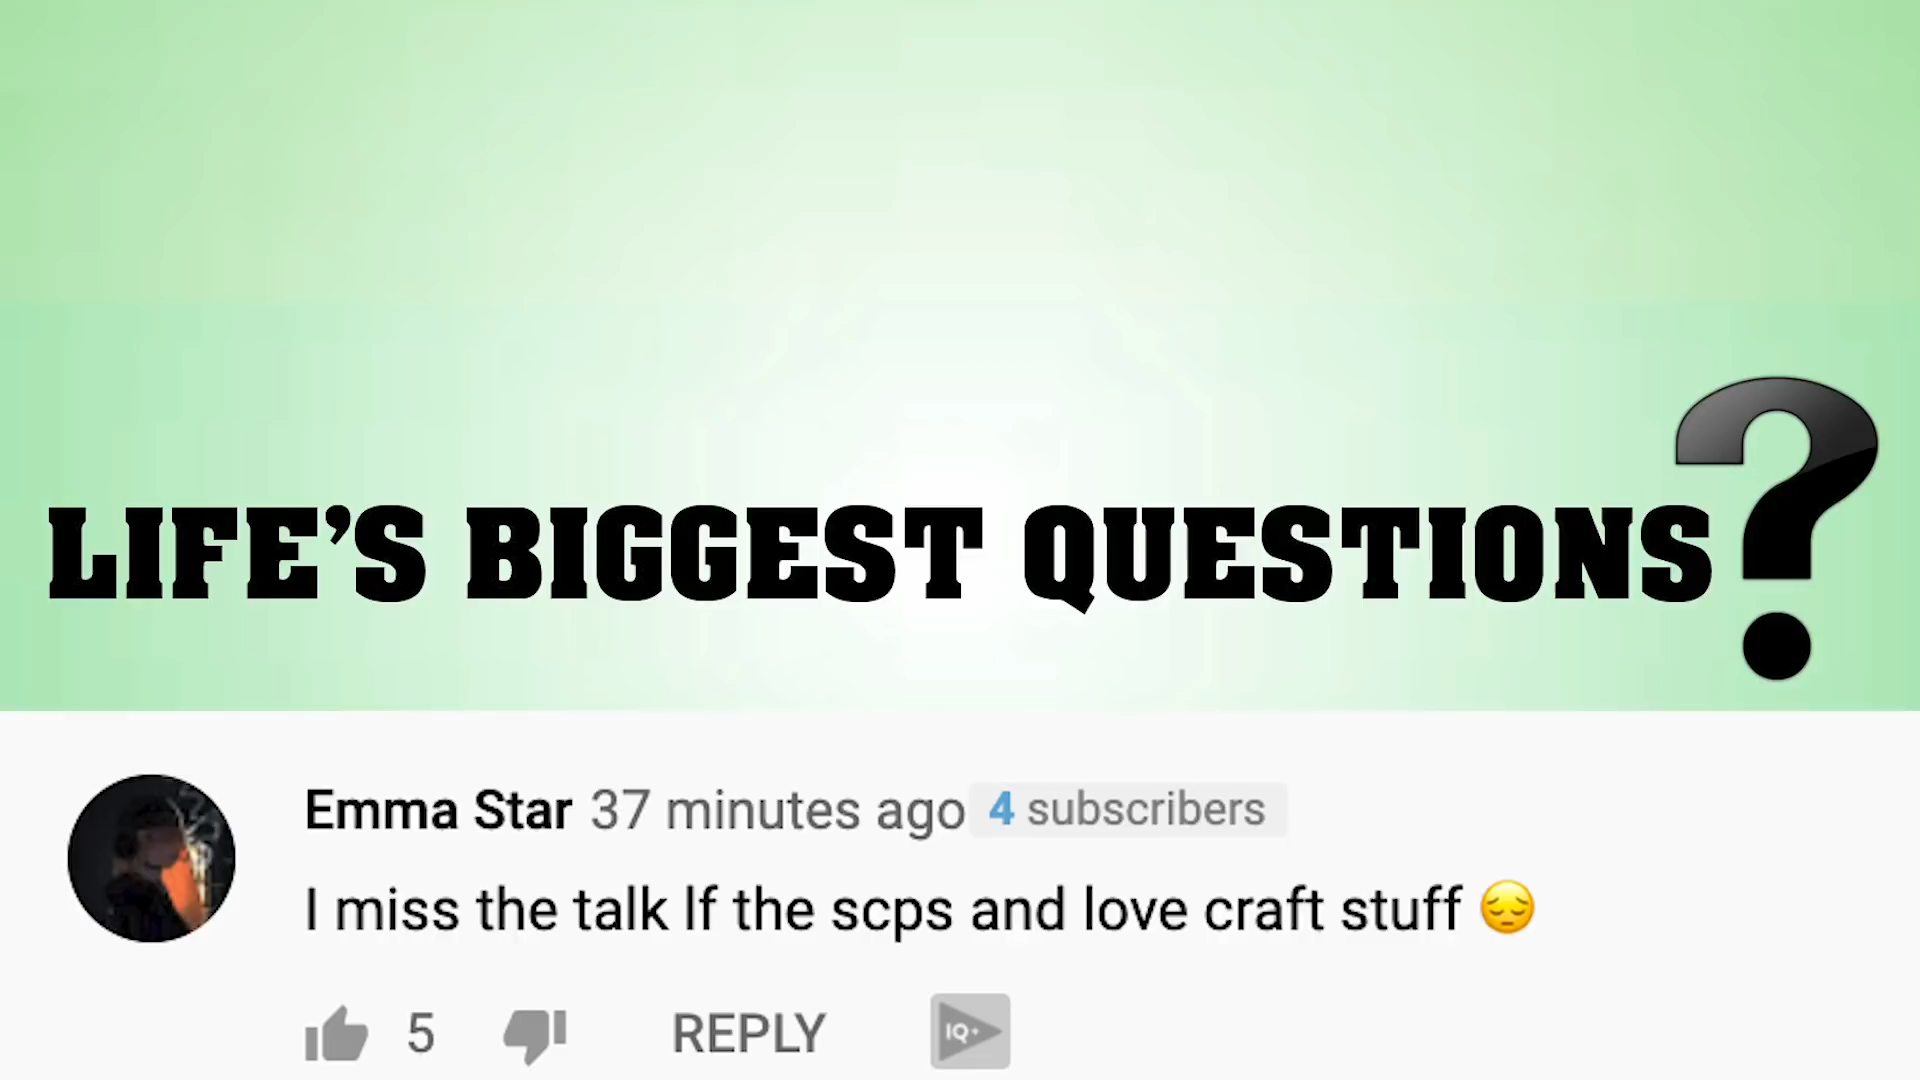 LIFE’S BIGGEST QUESTIONS?
Emma Star 37 minutes ago 4 subscribers
I miss the talk lf the scps and love craft stuff 😔
5 REPLY IQ+